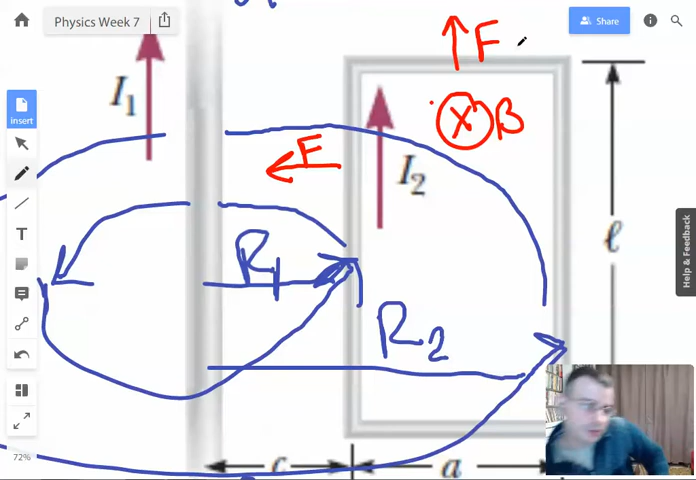 Physics Week 7
Share
insert
I₁
F
X B
F
I₂
R₁
R₂
ℓ
c
a
T
72%
Help & Feedback